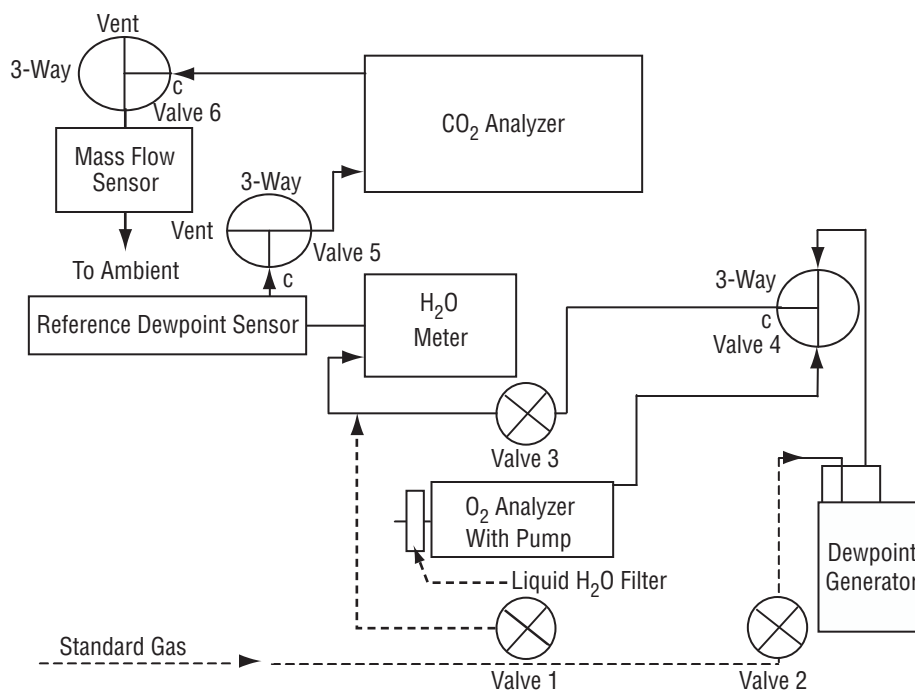 Vent
3-Way
c
Valve 6
CO₂ Analyzer
Mass Flow
Sensor
3-Way
Vent
Valve 5
c
To Ambient
Reference Dewpoint Sensor
H₂O
Meter
3-Way
c
Valve 4
Valve 3
O₂ Analyzer
With Pump
Liquid H₂O Filter
Dewpoint
Generator
Standard Gas
Valve 1
Valve 2